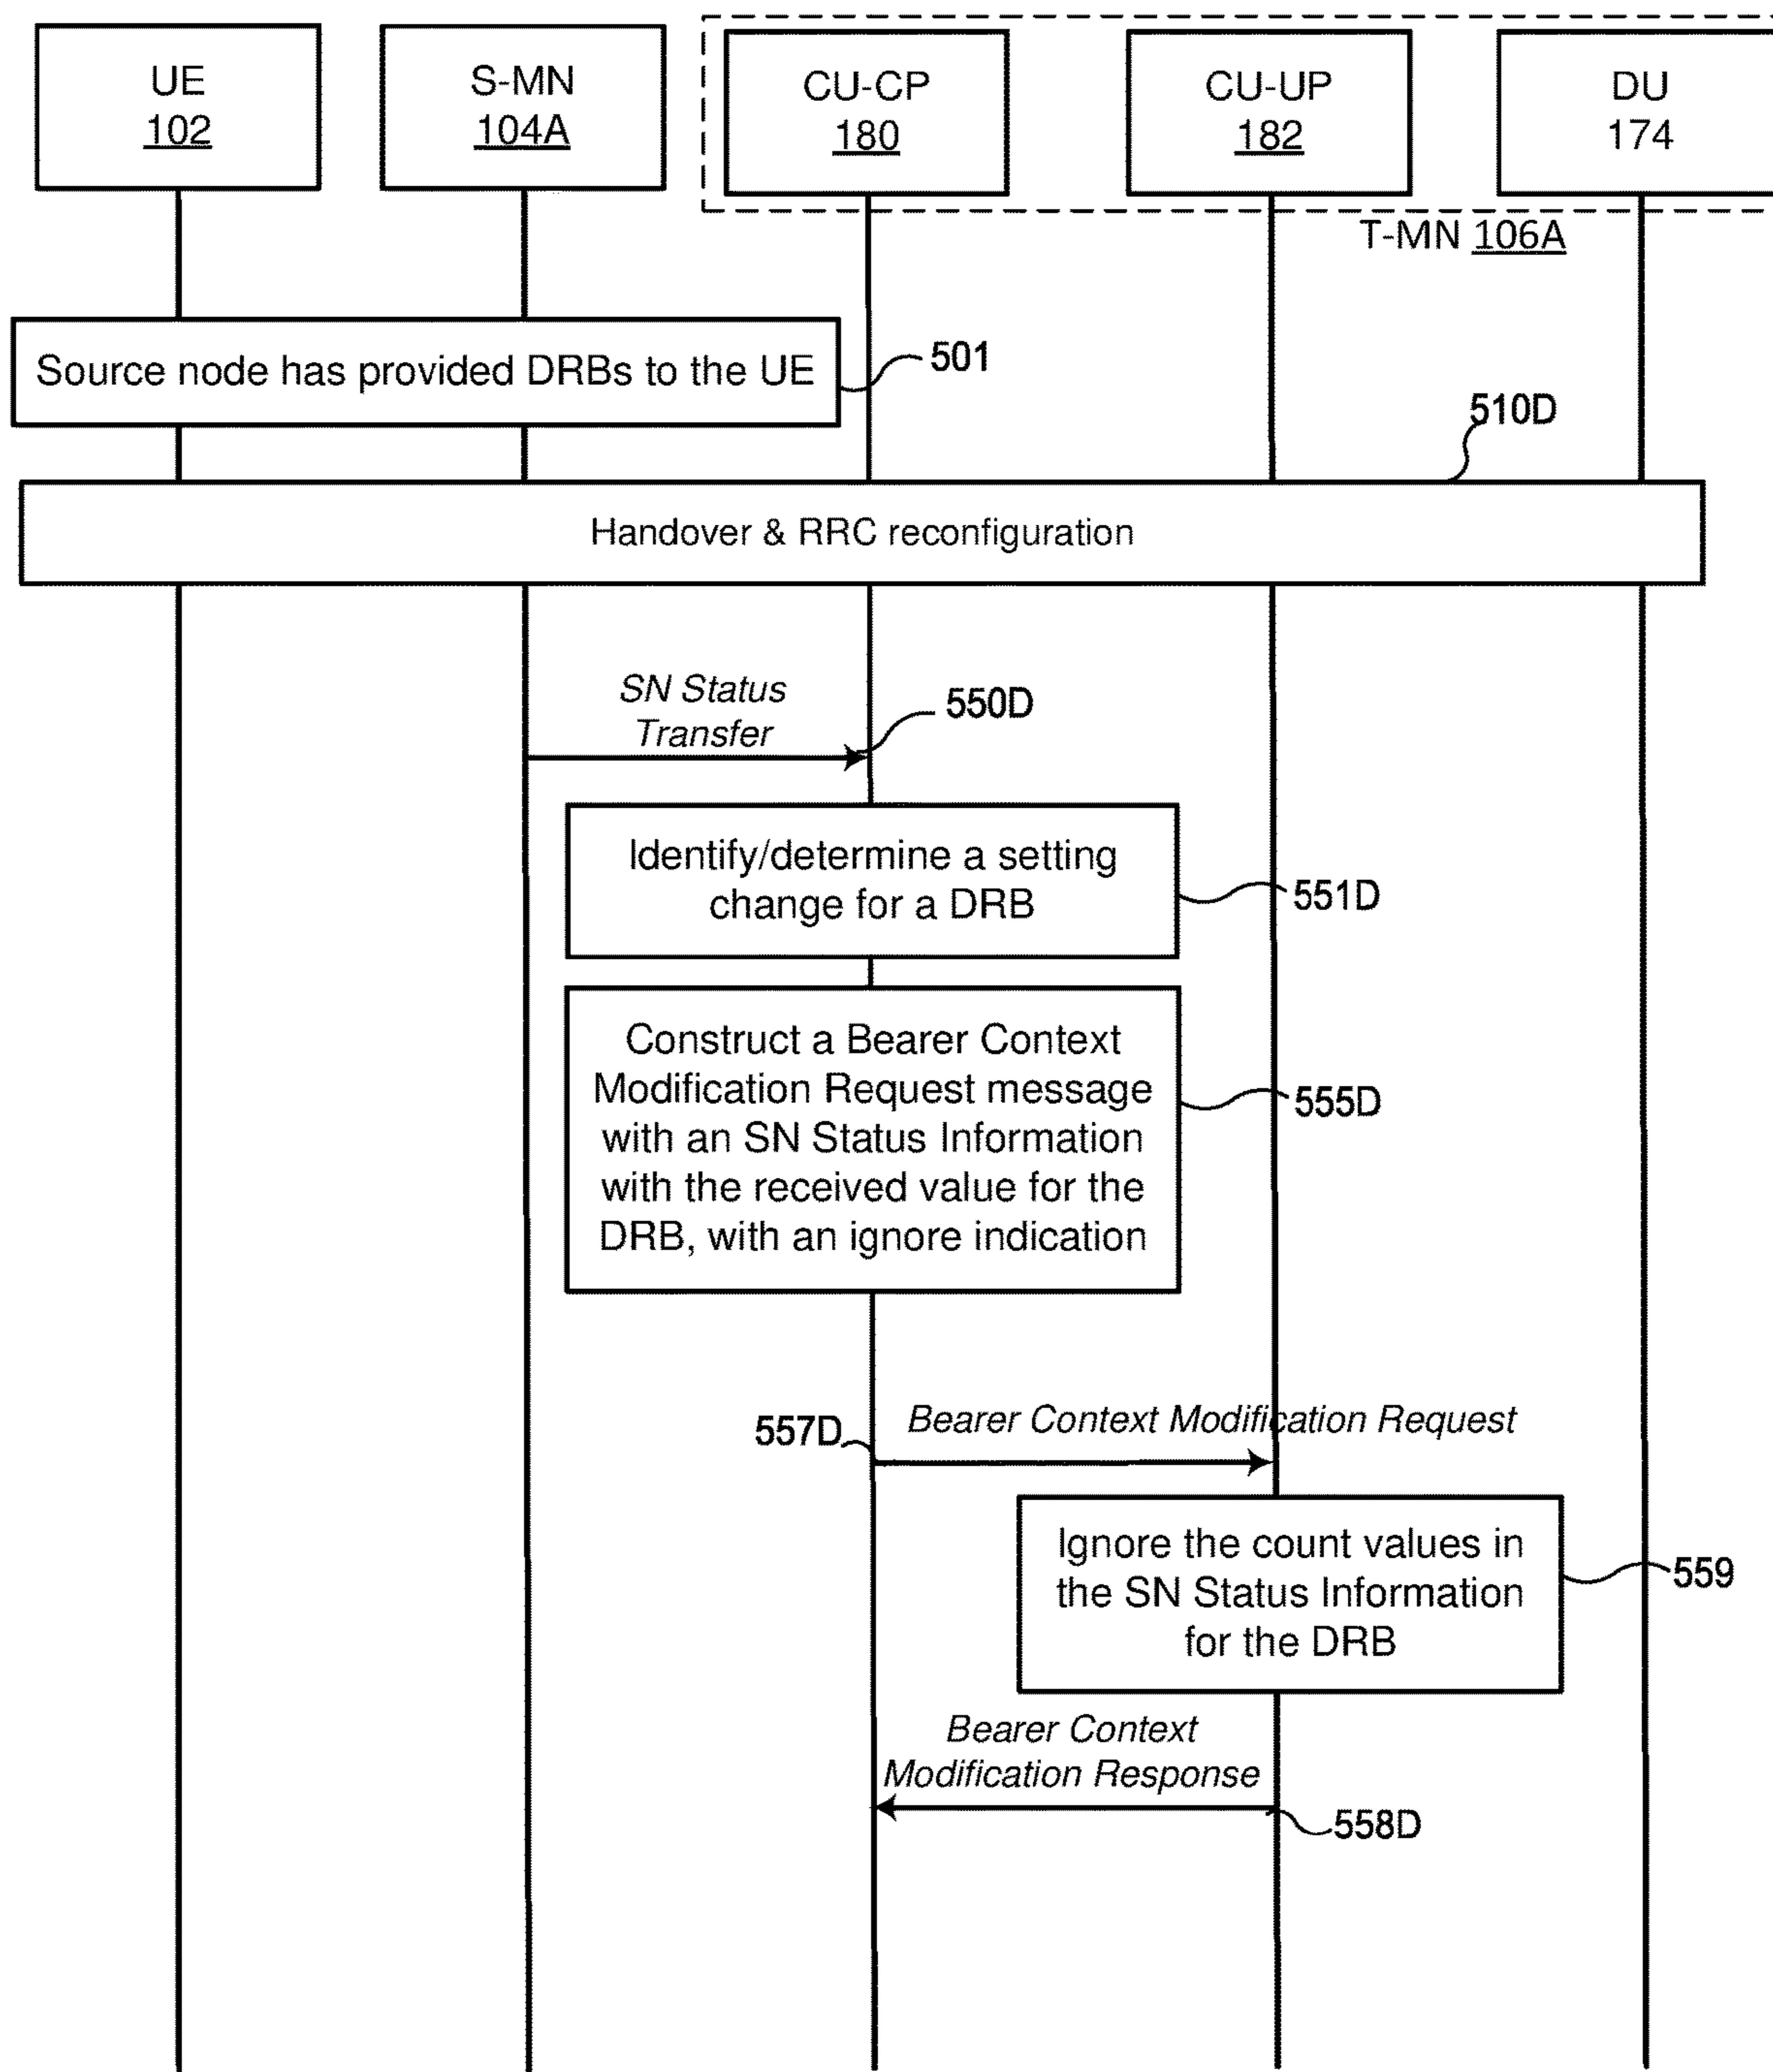 UE
102
S-MN
104A
CU-CP
180
CU-UP
182
DU
174
T-MN 106A
Source node has provided DRBs to the UE
501
510D
Handover & RRC reconfiguration
SN Status
Transfer
550D
Identify/determine a setting
change for a DRB
551D
Construct a Bearer Context
Modification Request message
with an SN Status Information
with the received value for the
DRB, with an ignore indication
555D
557D
Bearer Context Modification Request
Ignore the count values in
the SN Status Information
for the DRB
559
Bearer Context
Modification Response
558D